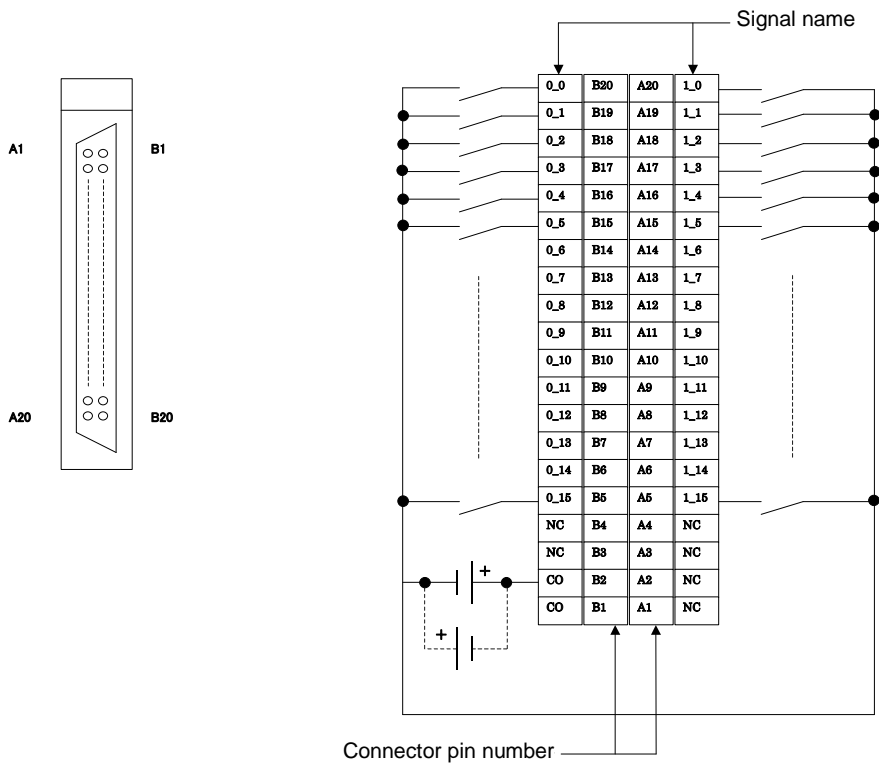 Signal name
A1 B1
A20 B20
0_0 B20 A20 1_0
0_1 B19 A19 1_1
0_2 B18 A18 1_2
0_3 B17 A17 1_3
0_4 B16 A16 1_4
0_5 B15 A15 1_5
0_6 B14 A14 1_6
0_7 B13 A13 1_7
0_8 B12 A12 1_8
0_9 B11 A11 1_9
0_10 B10 A10 1_10
0_11 B9 A9 1_11
0_12 B8 A8 1_12
0_13 B7 A7 1_13
0_14 B6 A6 1_14
0_15 B5 A5 1_15
NC B4 A4 NC
NC B3 A3 NC
CO B2 A2 NC
CO B1 A1 NC
+
+
Connector pin number